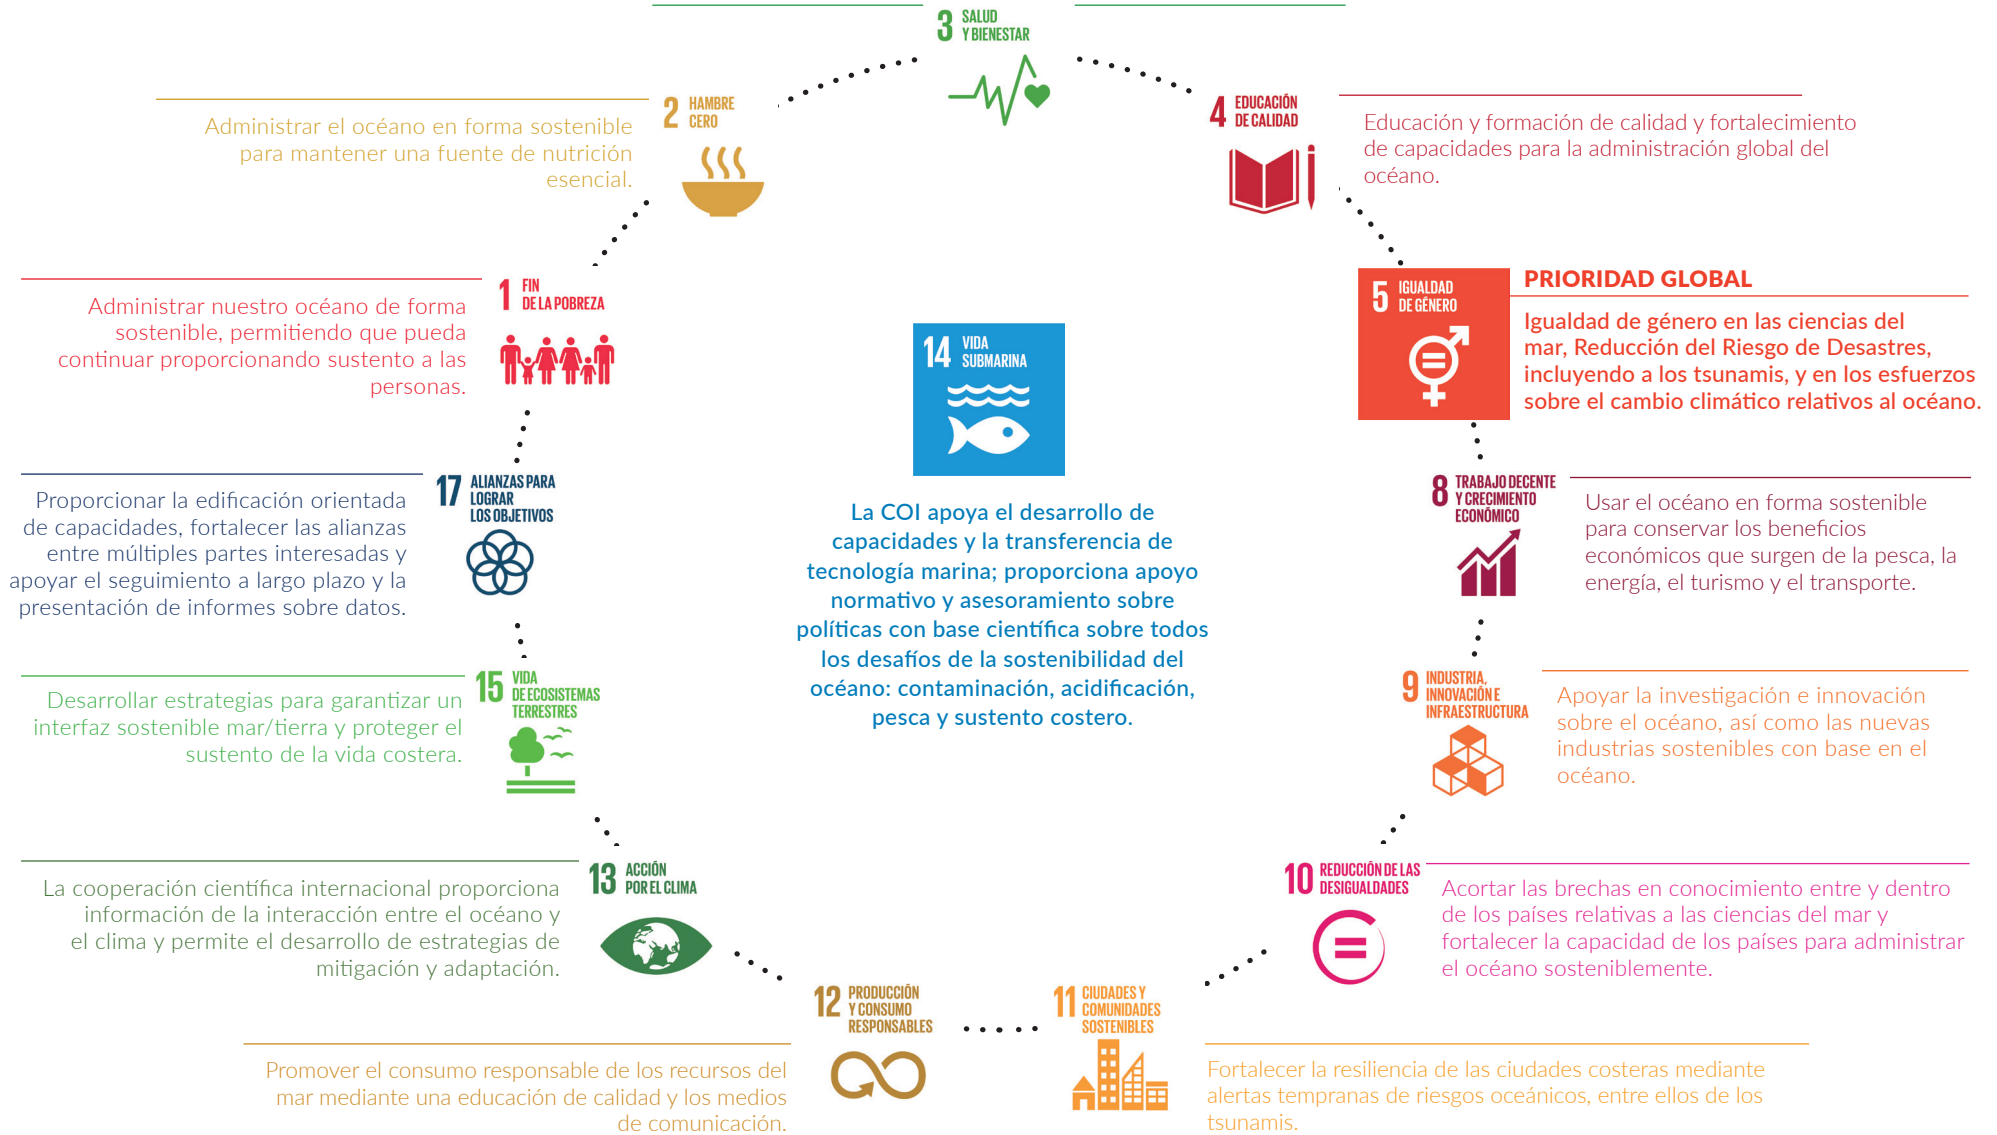 3 SALUD
Y BIENESTAR
2 HAMBRE
CERO
Administrar el océano en forma sostenible
para mantener una fuente de nutrición
esencial.
4 EDUCACIÓN
DE CALIDAD
Educación y formación de calidad y fortalecimiento
de capacidades para la administración global del
océano.
1 FIN
DE LA POBREZA
Administrar nuestro océano de forma
sostenible, permitiendo que pueda
continuar proporcionando sustento a las
personas.
5 IGUALDAD
DE GÉNERO
PRIORIDAD GLOBAL
Igualdad de género en las ciencias del
mar, Reducción del Riesgo de Desastres,
incluyendo a los tsunamis, y en los esfuerzos
sobre el cambio climático relativos al océano.
14 VIDA
SUBMARINA
La COI apoya el desarrollo de
capacidades y la transferencia de
tecnología marina; proporciona apoyo
normativo y asesoramiento sobre
políticas con base científica sobre todos
los desafíos de la sostenibilidad del
océano: contaminación, acidificación,
pesca y sustento costero.
17 ALIANZAS PARA
LOGRAR
LOS OBJETIVOS
Proporcionar la edificación orientada
de capacidades, fortalecer las alianzas
entre múltiples partes interesadas y
apoyar el seguimiento a largo plazo y la
presentación de informes sobre datos.
8 TRABAJO DECENTE
Y CRECIMIENTO
ECONÓMICO
Usar el océano en forma sostenible
para conservar los beneficios
económicos que surgen de la pesca, la
energía, el turismo y el transporte.
15 VIDA
DE ECOSISTEMAS
TERRESTRES
Desarrollar estrategias para garantizar un
interfaz sostenible mar/tierra y proteger el
sustento de la vida costera.
9 INDUSTRIA,
INNOVACIÓN E
INFRAESTRUCTURA
Apoyar la investigación e innovación
sobre el océano, así como las nuevas
industrias sostenibles con base en el
océano.
13 ACCIÓN
POR EL CLIMA
La cooperación científica internacional proporciona
información de la interacción entre el océano y
el clima y permite el desarrollo de estrategias de
mitigación y adaptación.
10 REDUCCIÓN DE LAS
DESIGUALDADES
Acortar las brechas en conocimiento entre y dentro
de los países relativas a las ciencias del mar y
fortalecer la capacidad de los países para administrar
el océano sosteniblemente.
12 PRODUCCIÓN
Y CONSUMO
RESPONSABLES
Promover el consumo responsable de los recursos del
mar mediante una educación de calidad y los medios
de comunicación.
11 CIUDADES Y
COMUNIDADES
SOSTENIBLES
Fortalecer la resiliencia de las ciudades costeras mediante
alertas tempranas de riesgos oceánicos, entre ellos de los
tsunamis.